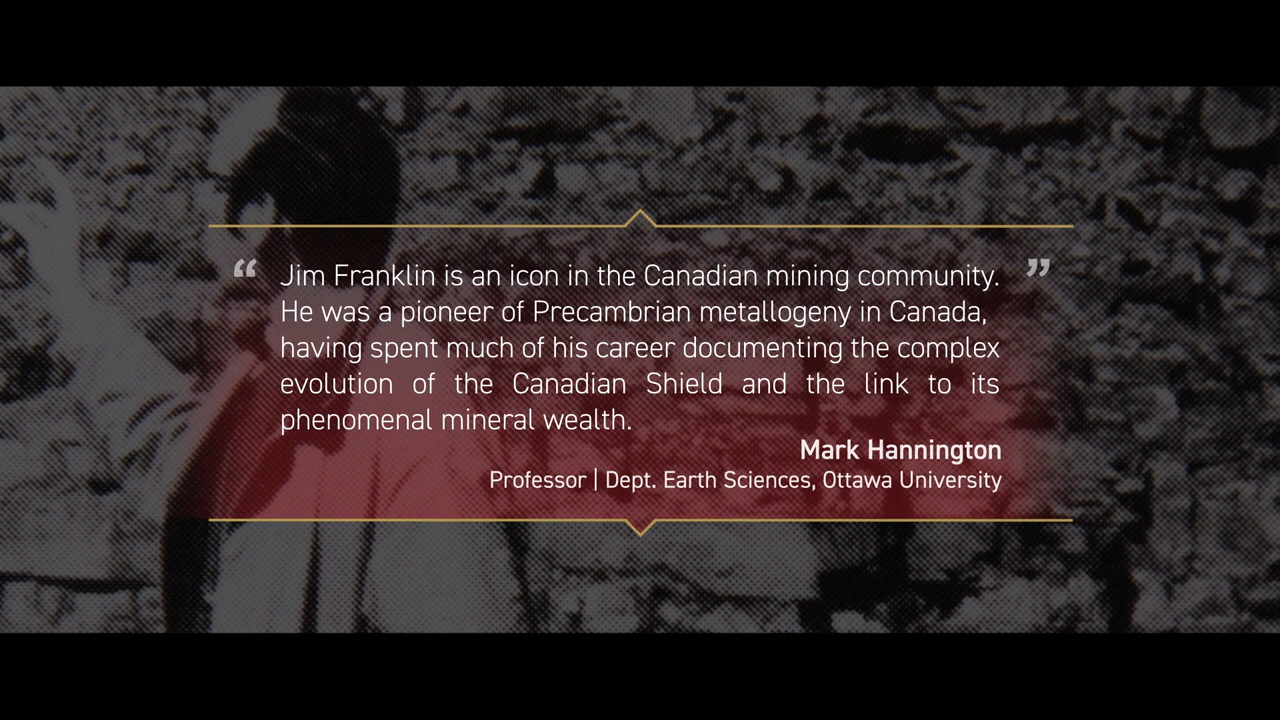 “ Jim Franklin is an icon in the Canadian mining community. ”
He was a pioneer of Precambrian metallogeny in Canada,
having spent much of his career documenting the complex
evolution of the Canadian Shield and the link to its
phenomenal mineral wealth.
Mark Hannington
Professor | Dept. Earth Sciences, Ottawa University